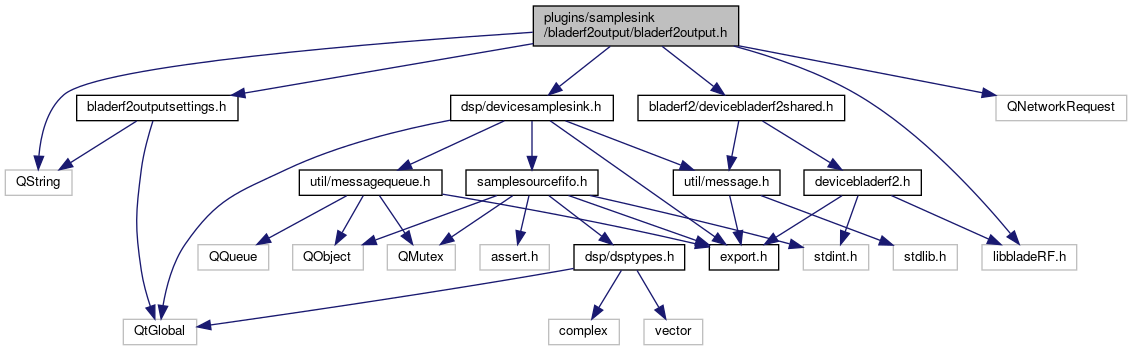 plugins/samplesink
/bladerf2output/bladerf2output.h
bladerf2outputsettings.h
dsp/devicesamplesink.h
bladerf2/devicebladerf2shared.h
QNetworkRequest
QString
util/messagequeue.h
samplesourcefifo.h
util/message.h
devicebladerf2.h
QQueue
QObject
QMutex
assert.h
dsp/dsptypes.h
export.h
stdint.h
stdlib.h
libbladeRF.h
QtGlobal
complex
vector